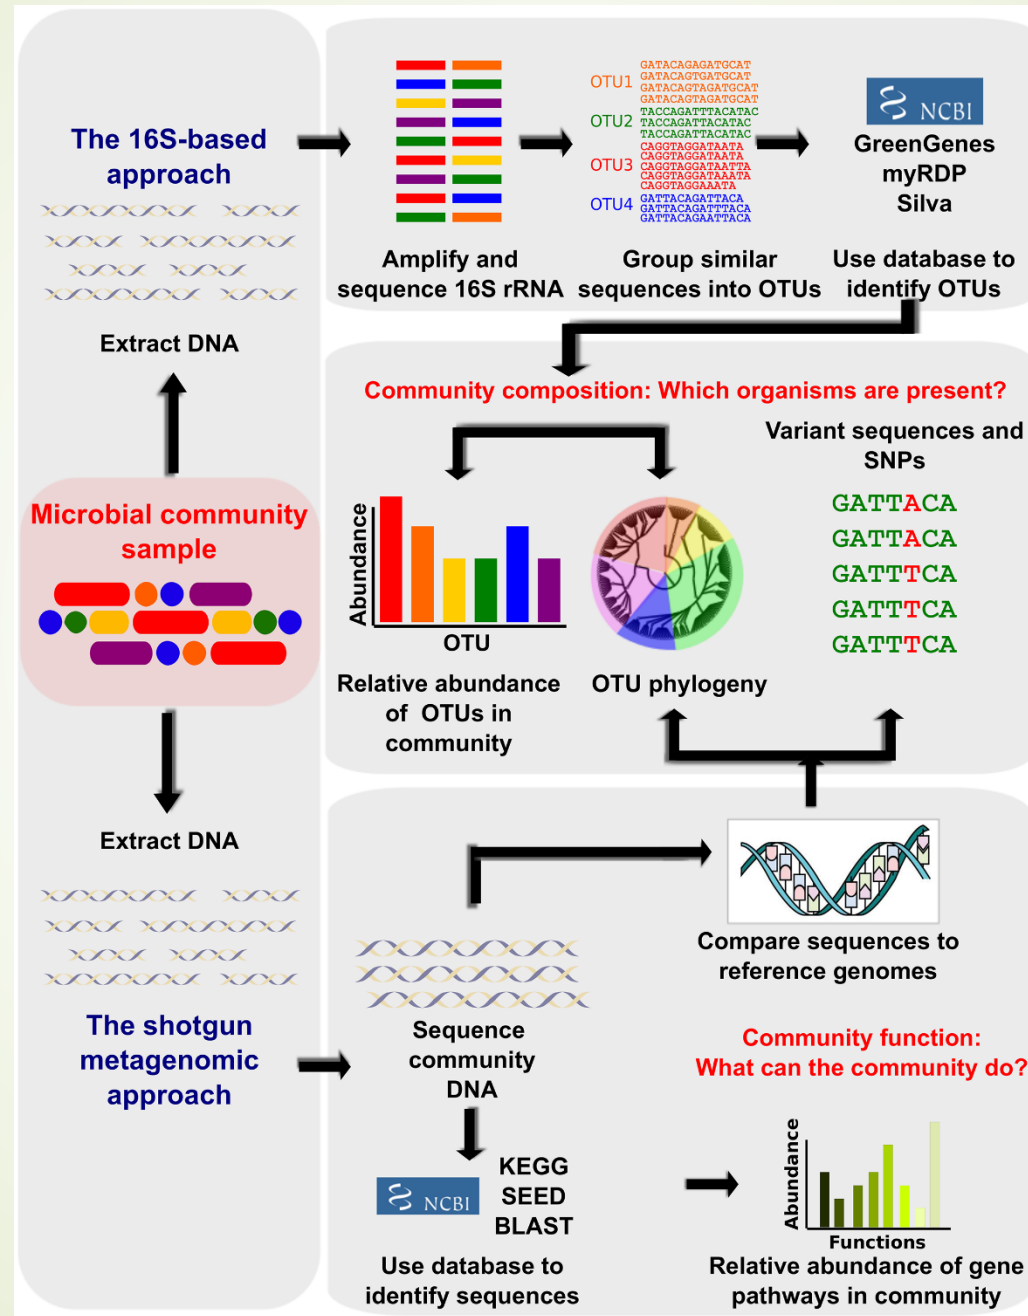 The 16S-based
approach
Extract DNA
Microbial community
sample
Extract DNA
The shotgun
metagenomic
approach
Amplify and
sequence 16S rRNA
OTU1
GATACAGAGATGCAT
GATACAGTGATGCAT
GATACAGTAGATGCAT
GATACAGTAGATGCAT
OTU2
TACCAGATTTACATAC
TACCAGATTACATAC
TACCAGATTACATAC
OTU3
CAGGTAGGATAATA
CAGGTAGGATAATA
CAGGTAGGATAATTA
CAGGTAGGATAAATA
CAGGTAGGAAATA
OTU4
GATTACAGATTACA
GATTACAGATTTACA
GATTACAGAATTACA
Group similar
sequences into OTUs
NCBI
GreenGenes
myRDP
Silva
Use database to
identify OTUs
Community composition: Which organisms are present?
Abundance
OTU
Relative abundance
of OTUs in
community
OTU phylogeny
Variant sequences and
SNPs
GATTACA
GATTACA
GATTTCA
GATTTCA
GATTTCA
Compare sequences to
reference genomes
Sequence
community
DNA
NCBI
KEGG
SEED
BLAST
Use database to
identify sequences
Community function:
What can the community do?
Abundance
Functions
Relative abundance of gene
pathways in community